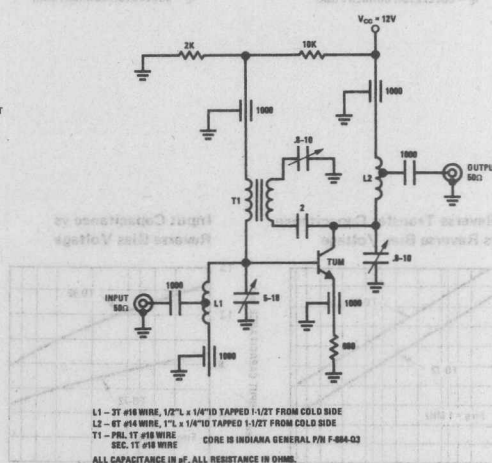 V_CC = 12V
2K
10K
1000
1000
.8-10
1000
OUTPUT
50Ω
L2
T1
2
Reverse Transfer Capacitance
vs Reverse Bias Voltage
Input Capacitance vs
Reverse Bias Voltage
TUM
.8-10
INPUT
50Ω
1000
L1
5-18
1000
1000
680
L1 – 3T #16 WIRE, 1/2"L x 1/4"ID TAPPED 1-1/2T FROM COLD SIDE
L2 – 6T #14 WIRE, 1"L x 1/4"ID TAPPED 1-1/2T FROM COLD SIDE
T1 – PRI. 1T #18 WIRE
SEC. 1T #18 WIRE
CORE IS INDIANA GENERAL P/N F-684-Q3
ALL CAPACITANCE IN pF. ALL RESISTANCE IN OHMS.